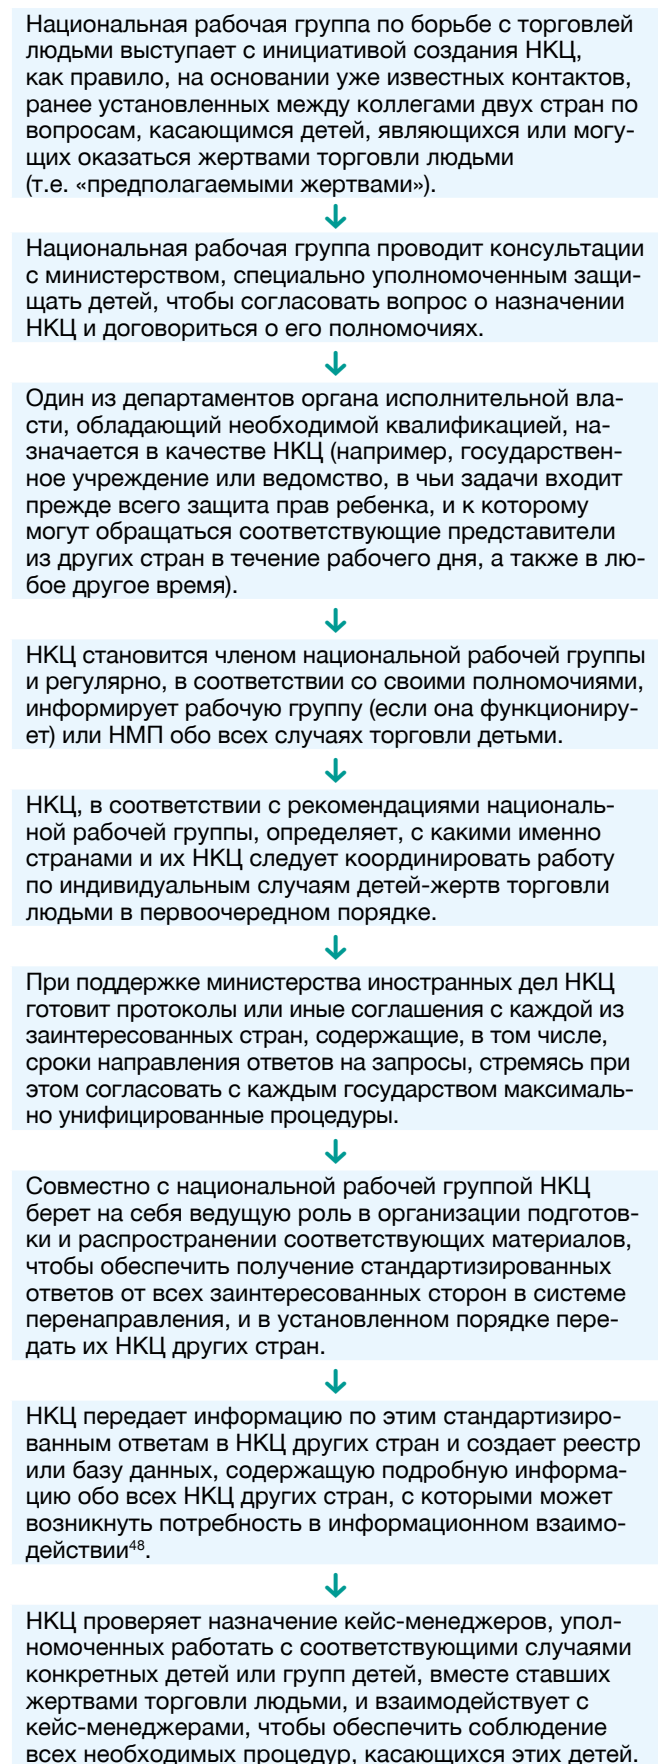 Национальная рабочая группа по борьбе с торговлей
людьми выступает с инициативой создания НКЦ,
как правило, на основании уже известных контактов,
ранее установленных между коллегами двух стран по
вопросам, касающимся детей, являющихся или могу-
щих оказаться жертвами торговли людьми
(т.е. «предполагаемыми жертвами»).
Национальная рабочая группа проводит консультации
с министерством, специально уполномоченным защи-
щать детей, чтобы согласовать вопрос о назначении
НКЦ и договориться о его полномочиях.
Один из департаментов органа исполнительной вла-
сти, обладающий необходимой квалификацией, на-
значается в качестве НКЦ (например, государствен-
ное учреждение или ведомство, в чьи задачи входит
прежде всего защита прав ребенка, и к которому
могут обращаться соответствующие представители
из других стран в течение рабочего дня, а также в лю-
бое другое время).
НКЦ становится членом национальной рабочей группы
и регулярно, в соответствии со своими полномочиями,
информирует рабочую группу (если она функциониру-
ет) или НМП обо всех случаях торговли детьми.
НКЦ, в соответствии с рекомендациями националь-
ной рабочей группы, определяет, с какими именно
странами и их НКЦ следует координировать работу
по индивидуальным случаям детей-жертв торговли
людьми в первоочередном порядке.
При поддержке министерства иностранных дел НКЦ
готовит протоколы или иные соглашения с каждой из
заинтересованных стран, содержащие, в том числе,
сроки направления ответов на запросы, стремясь при
этом согласовать с каждым государством максималь-
но унифицированные процедуры.
Совместно с национальной рабочей группой НКЦ
берет на себя ведущую роль в организации подготов-
ки и распространении соответствующих материалов,
чтобы обеспечить получение стандартизированных
ответов от всех заинтересованных сторон в системе
перенаправления, и в установленном порядке пере-
дать их НКЦ других стран.
НКЦ передает информацию по этим стандартизиро-
ванным ответам в НКЦ других стран и создает реестр
или базу данных, содержащую подробную информа-
цию обо всех НКЦ других стран, с которыми может
возникнуть потребность в информационном взаимо-
действии⁴⁸.
НКЦ проверяет назначение кейс-менеджеров, упол-
номоченных работать с соответствующими случаями
конкретных детей или групп детей, вместе ставших
жертвами торговли людьми, и взаимодействует с
кейс-менеджерами, чтобы обеспечить соблюдение
всех необходимых процедур, касающихся этих детей.